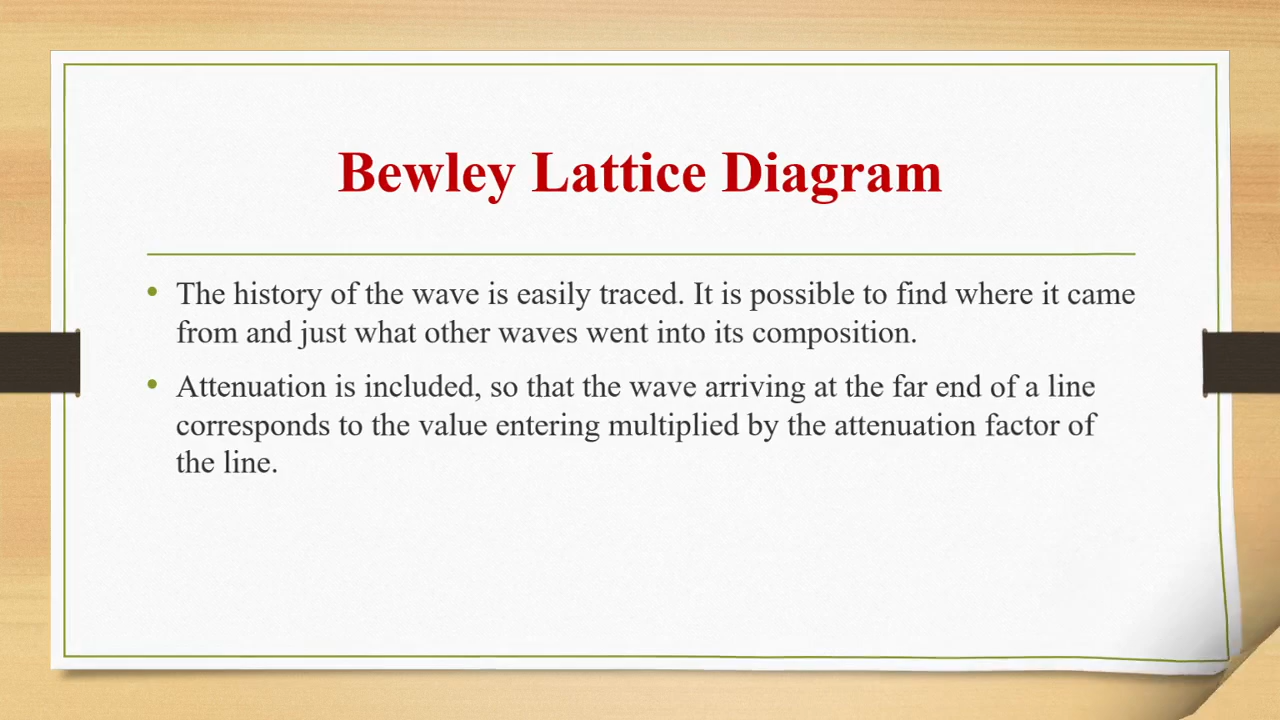 Bewley Lattice Diagram
• The history of the wave is easily traced. It is possible to find where it came
from and just what other waves went into its composition.
• Attenuation is included, so that the wave arriving at the far end of a line
corresponds to the value entering multiplied by the attenuation factor of
the line.